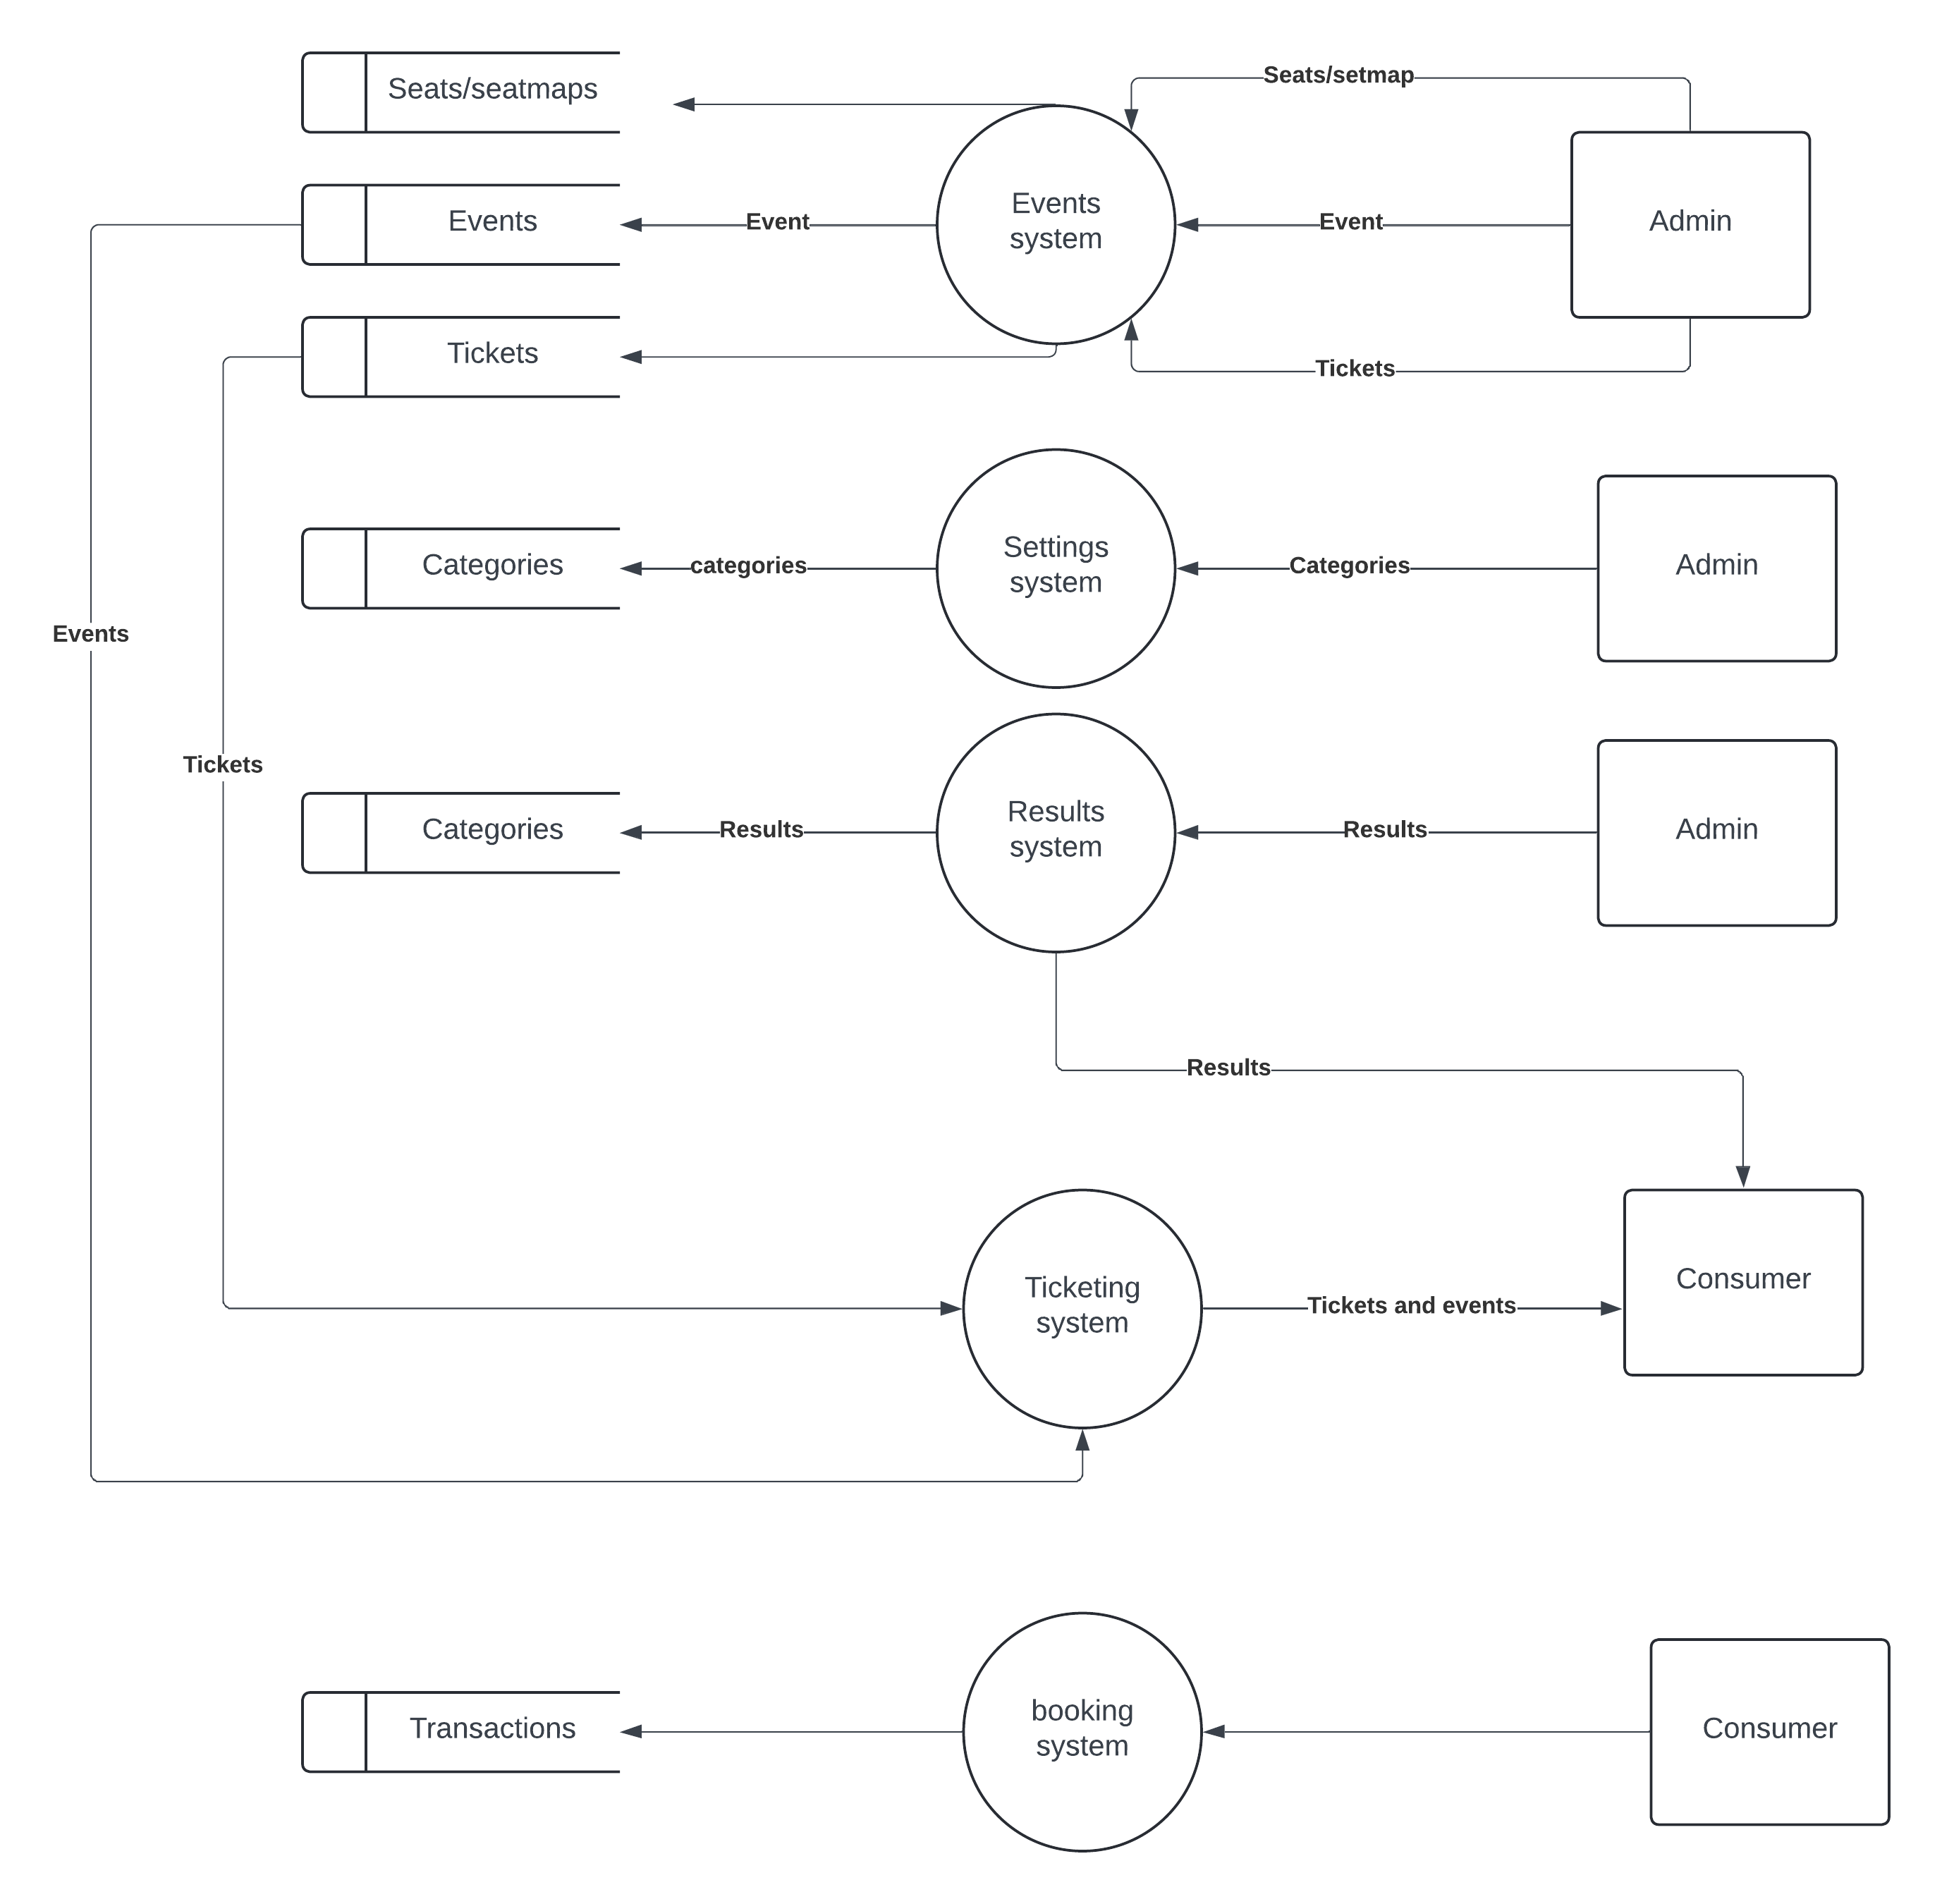 Seats/setmap
Seats/seatmaps
Events
Event
Events
system
Event
Admin
Tickets
Tickets
Categories
categories
Settings
system
Categories
Admin
Events
Tickets
Categories
Results
Results
system
Results
Admin
Results
Ticketing
system
Tickets and events
Consumer
Transactions
booking
system
Consumer